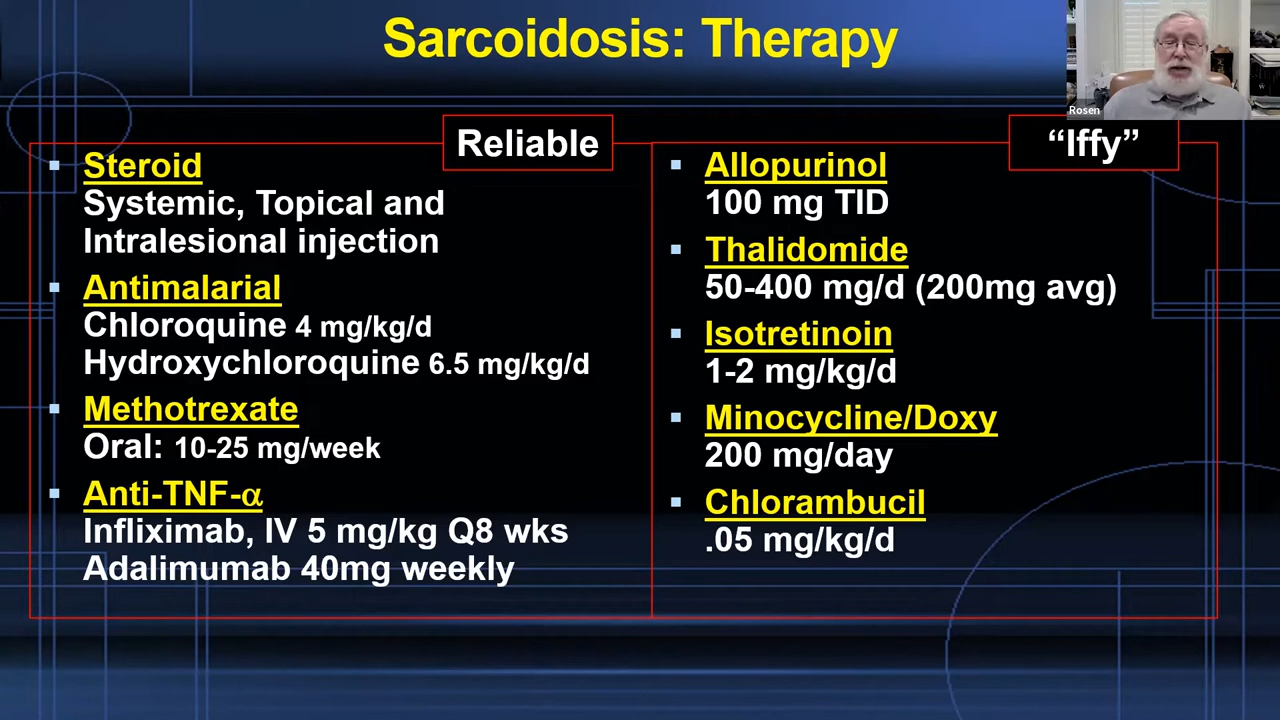 Sarcoidosis: Therapy
Rosen
Reliable
Steroid
Systemic, Topical and
Intralesional injection
Antimalarial
Chloroquine 4 mg/kg/d
Hydroxychloroquine 6.5 mg/kg/d
Methotrexate
Oral: 10-25 mg/week
Anti-TNF-α
Infliximab, IV 5 mg/kg Q8 wks
Adalimumab 40mg weekly
“Iffy”
Allopurinol
100 mg TID
Thalidomide
50-400 mg/d (200mg avg)
Isotretinoin
1-2 mg/kg/d
Minocycline/Doxy
200 mg/day
Chlorambucil
.05 mg/kg/d